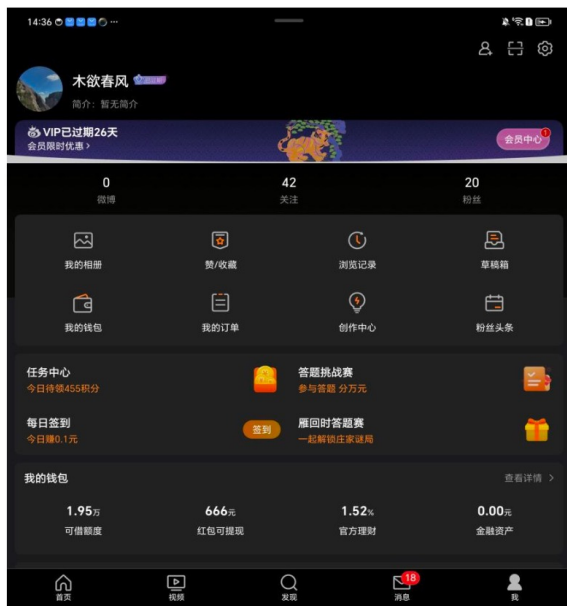 14:36
木欲春风
简介：暂无简介
VIP已过期26天
会员限时优惠 >
会员中心
0 42 20
微博 关注 粉丝
我的相册 赞/收藏 浏览记录 草稿箱
我的钱包 我的订单 创作中心 粉丝头条
任务中心 答题挑战赛
今日待领455积分 参与答题 分万元
每日签到 签到 雁回时答题赛
今日赚0.1元 一起解锁庄家谜局
我的钱包 查看详情 >
1.95万 666元 1.52% 0.00元
可借额度 红包可提现 官方理财 金融资产
18
首页 视频 发现 消息 我